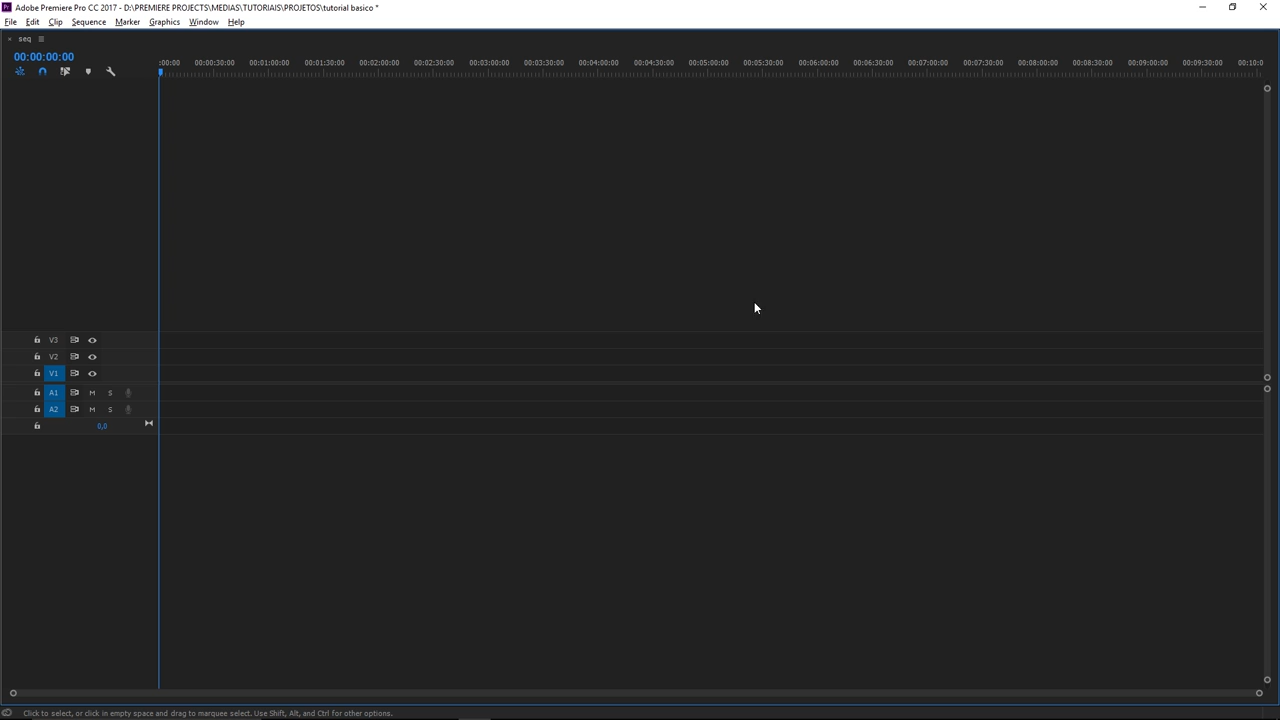 Adobe Premiere Pro CC 2017 - D:\PREMIERE PROJECTS\MEDIAS\TUTORIAIS\PROJETOS\tutorial basico *
File Edit Clip Sequence Marker Graphics Window Help
× seq
00:00:00:00
:00:00 00:00:30:00 00:01:00:00 00:01:30:00 00:02:00:00 00:02:30:00 00:03:00:00 00:03:30:00 00:04:00:00 00:04:30:00 00:05:00:00 00:05:30:00 00:06:00:00 00:06:30:00 00:07:00:00 00:07:30:00 00:08:00:00 00:08:30:00 00:09:00:00 00:09:30:00 00:10:0
V3
V2
V1
A1 M S
A2 M S
0,0
Click to select, or click in empty space and drag to marquee select. Use Shift, Alt, and Ctrl for other options.